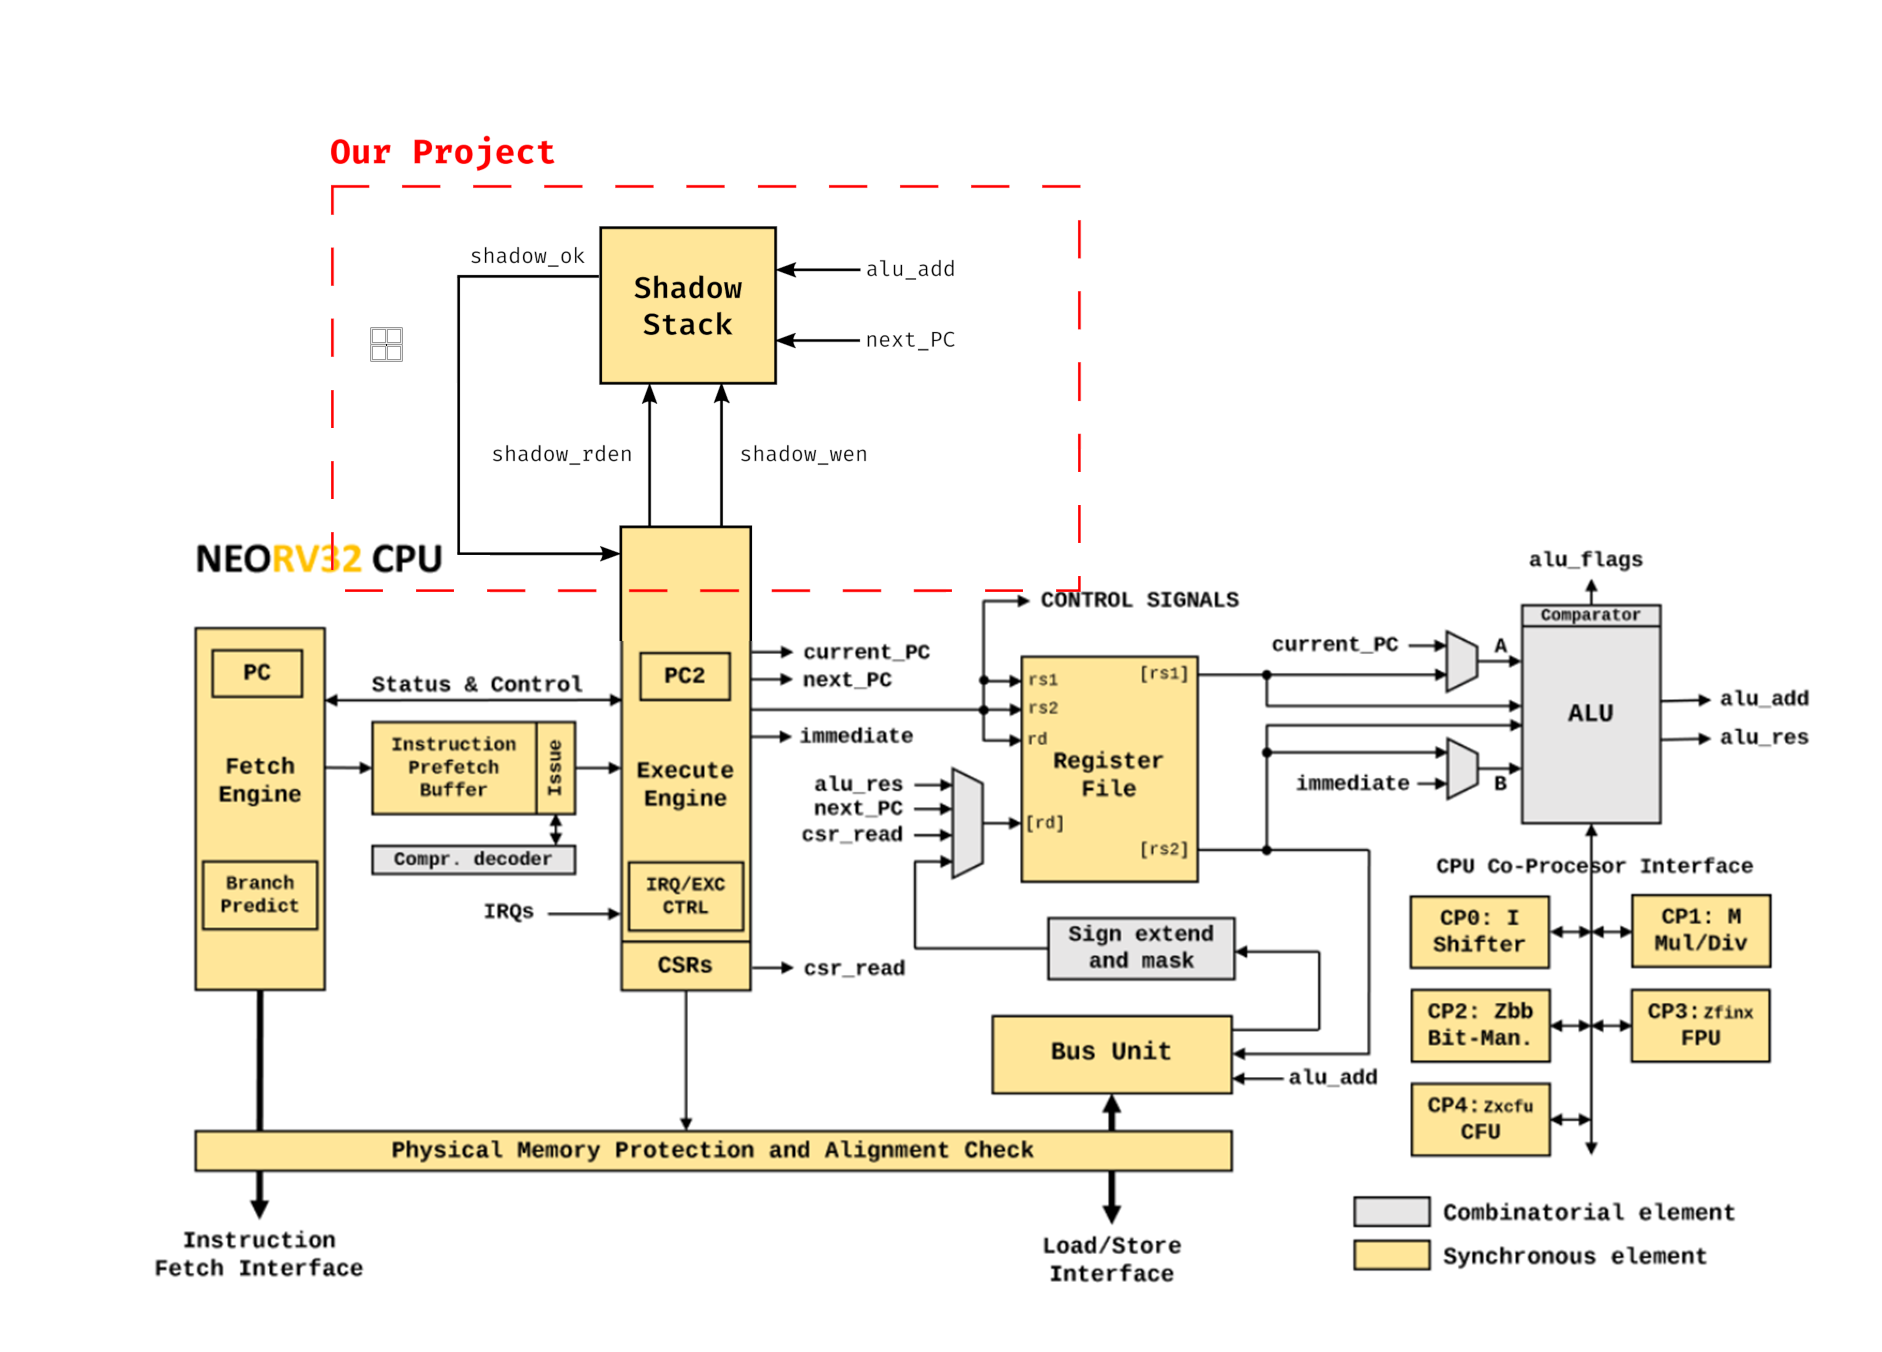 Our Project
shadow_ok
Shadow
Stack
alu_add
next_PC
shadow_rden
shadow_wen
NEORV32 CPU
alu_flags
CONTROL SIGNALS
Comparator
PC
Status & Control
PC2
current_PC
next_PC
rs1
[rs1]
rs2
rd
current_PC
A
ALU
alu_add
alu_res
Instruction
Prefetch
Buffer
Issue
Fetch
Engine
Execute
Engine
immediate
Register
File
alu_res
next_PC
csr_read
[rd]
[rs2]
immediate
B
Compr. decoder
Branch
Predict
IRQs
IRQ/EXC
CTRL
CSRs
csr_read
Sign extend
and mask
CPU Co-Procesor Interface
CP0: I
Shifter
CP1: M
Mul/Div
CP2: Zbb
Bit-Man.
CP3:Zfinx
FPU
CP4:Zxcfu
CFU
Bus Unit
alu_add
Physical Memory Protection and Alignment Check
Instruction
Fetch Interface
Load/Store
Interface
Combinatorial element
Synchronous element